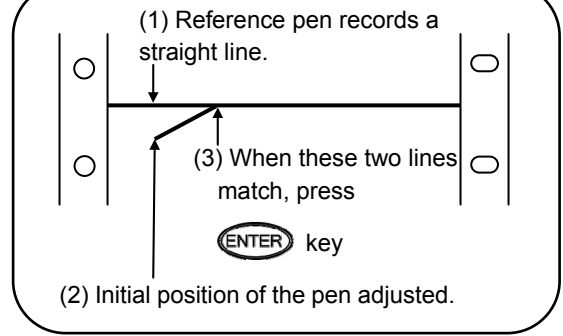 (1) Reference pen records a
straight line.
(3) When these two lines
match, press
ENTER key
(2) Initial position of the pen adjusted.